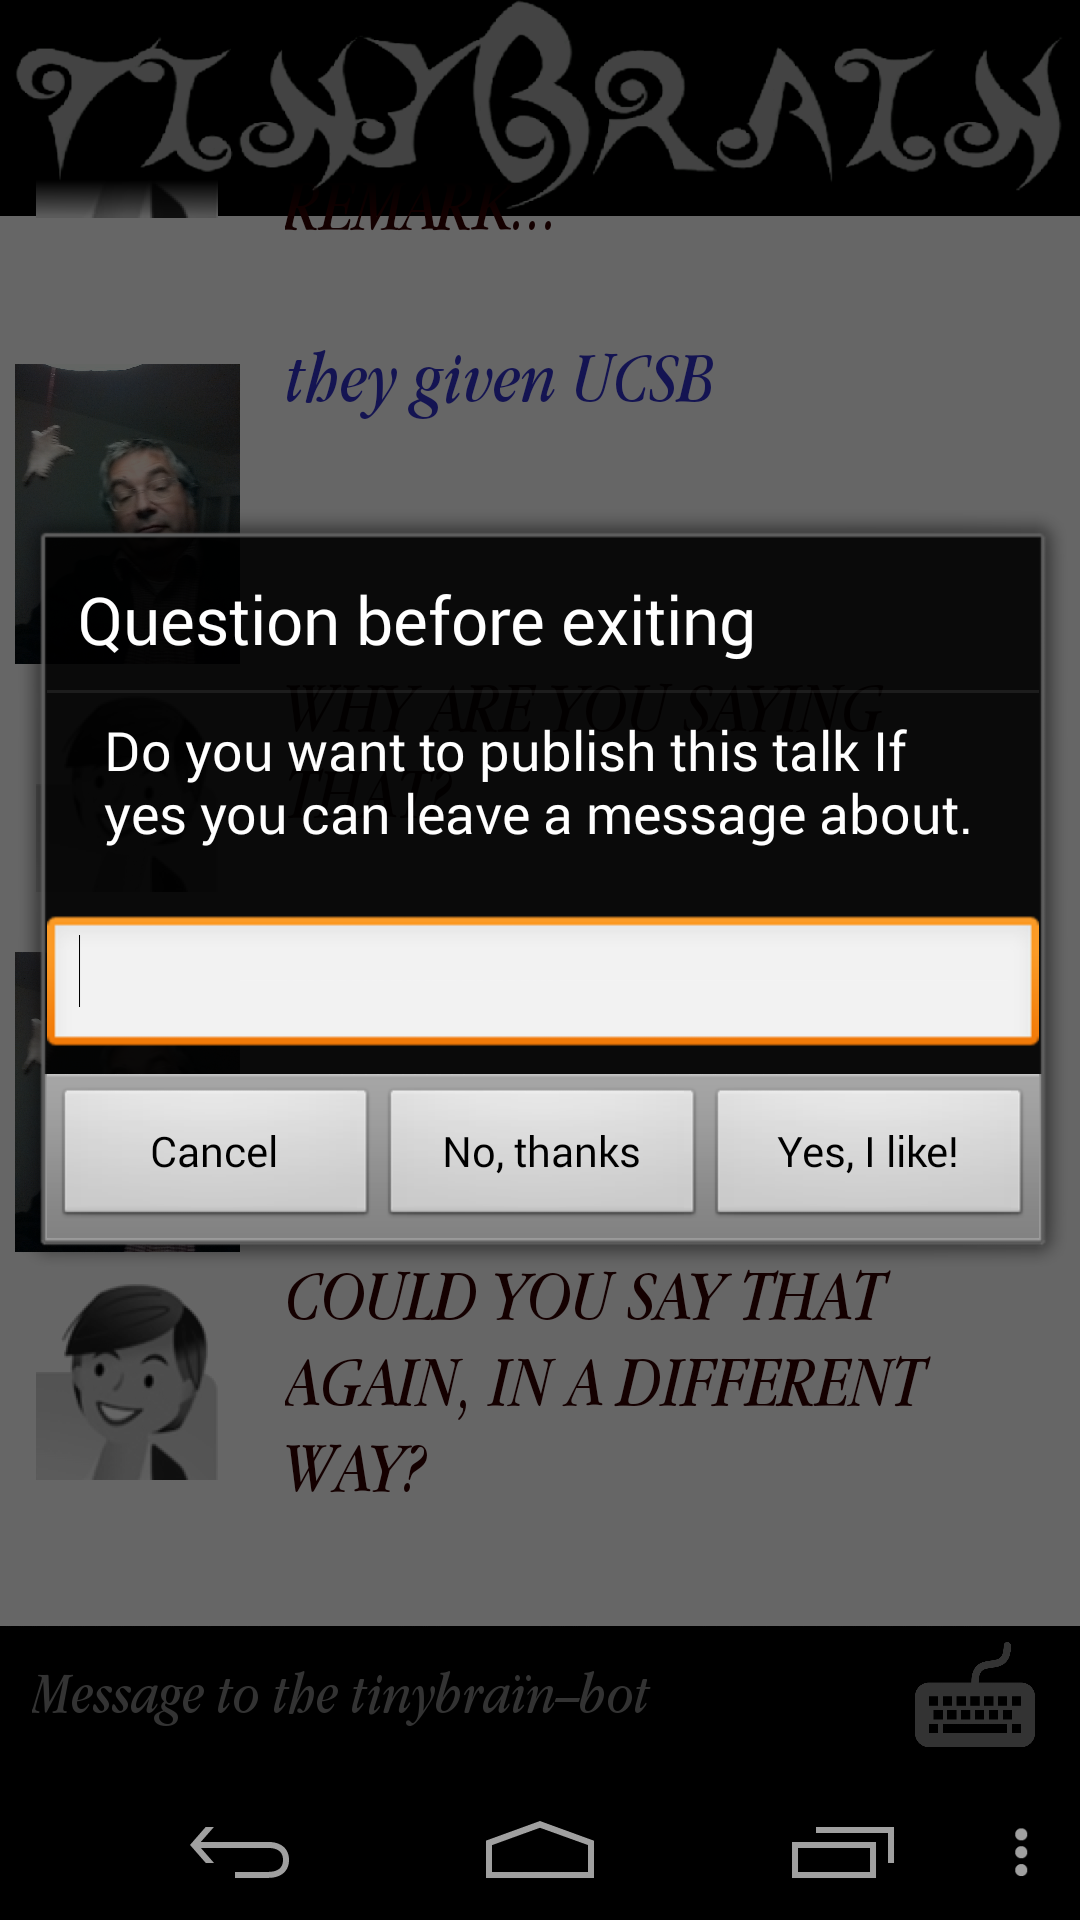 TINYBRAIN
REMARK...
they given UCSB
Question before exiting
WHY ARE YOU SAYING
THAT?
Do you want to publish this talk If
yes you can leave a message about.
Cancel
No, thanks
Yes, I like!
COULD YOU SAY THAT
AGAIN, IN A DIFFERENT
WAY?
Message to the tinybraïn-bot